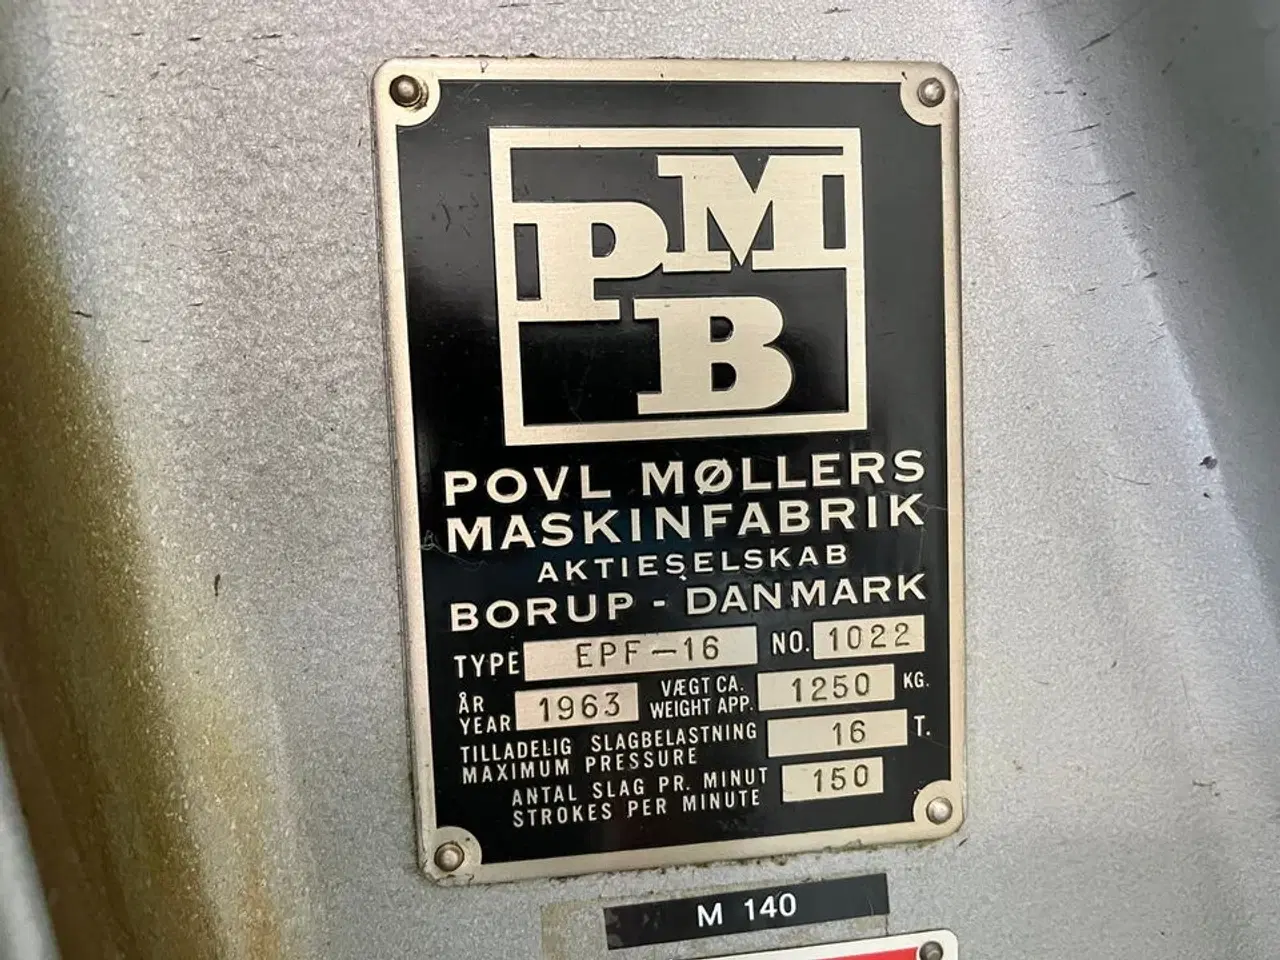 PMB
POVL MØLLERS
MASKINFABRIK
AKTIESELSKAB
BORUP - DANMARK
TYPE EPF-16 NO. 1022
ÅR YEAR 1963 VÆGT CA. WEIGHT APP. 1250 KG.
TILLADELIG SLAGBELASTNING
MAXIMUM PRESSURE 16 T.
ANTAL SLAG PR. MINUT
STROKES PER MINUTE 150
M 140